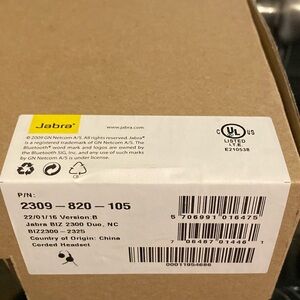 Jabra
www.jabra.com
© 2009 GN Netcom A/S. All rights reserved. Jabra®
is a registered trademark of GN Netcom A/S. The
Bluetooth® word mark and logos are owned by the
Bluetooth SIG, Inc. and any use of such marks
by GN Netcom A/S is under license.
C UL US
LISTED
I.T.E.
E210538
CB
P/N:
2309-820-105
22/01/16 Version.B
Jabra BIZ 2300 Duo, NC
BIZ2300-2325
Country of Origin: China
Corded Headset
5 706991 016475
7 06487 01446
00011954686